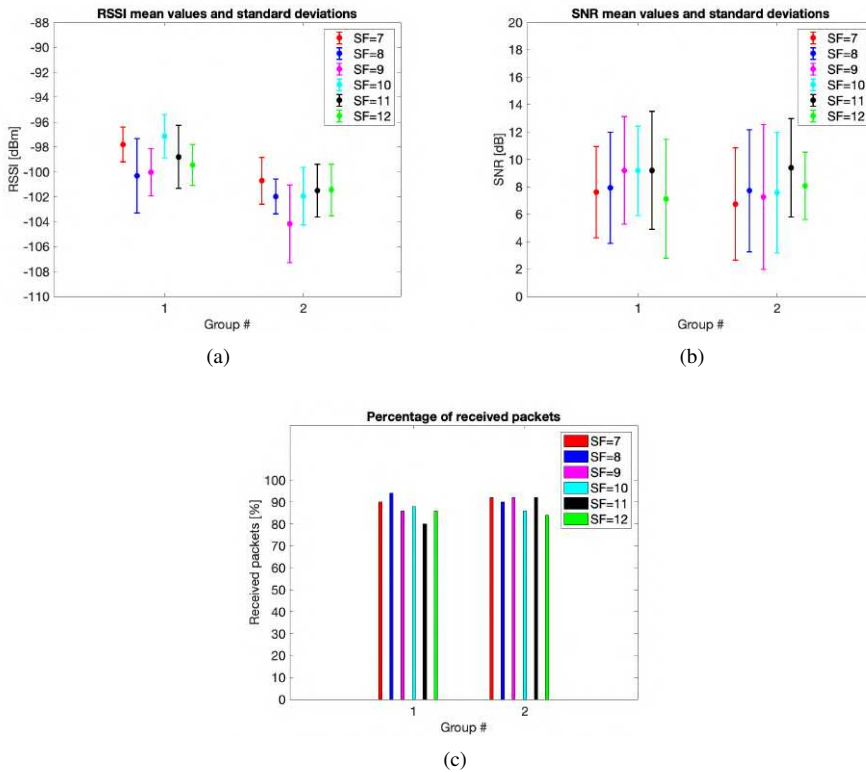 RSSI mean values and standard deviations
-88
-90
-92
-94
-96
-98
-100
-102
-104
-106
-108
-110
RSSI [dBm]
SF=7
SF=8
SF=9
SF=10
SF=11
SF=12
1
2
Group #
(a)
SNR mean values and standard deviations
20
18
16
14
12
10
8
6
4
2
0
SNR [dB]
SF=7
SF=8
SF=9
SF=10
SF=11
SF=12
1
2
Group #
(b)
Percentage of received packets
100
90
80
70
60
50
40
30
20
10
0
Received packets [%]
SF=7
SF=8
SF=9
SF=10
SF=11
SF=12
1
2
Group #
(c)